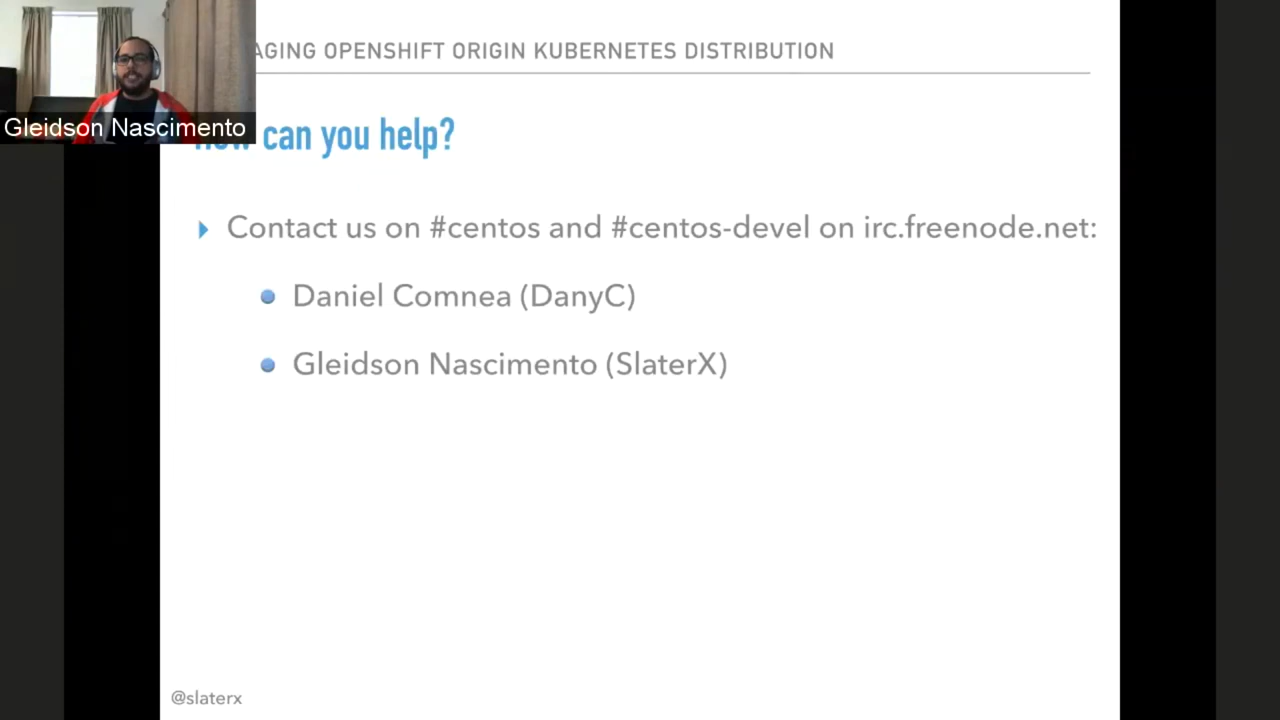 AGING OPENSHIFT ORIGIN KUBERNETES DISTRIBUTION
Gleidson Nascimento
can you help?
Contact us on #centos and #centos-devel on irc.freenode.net:
Daniel Comnea (DanyC)
Gleidson Nascimento (SlaterX)
@slaterx